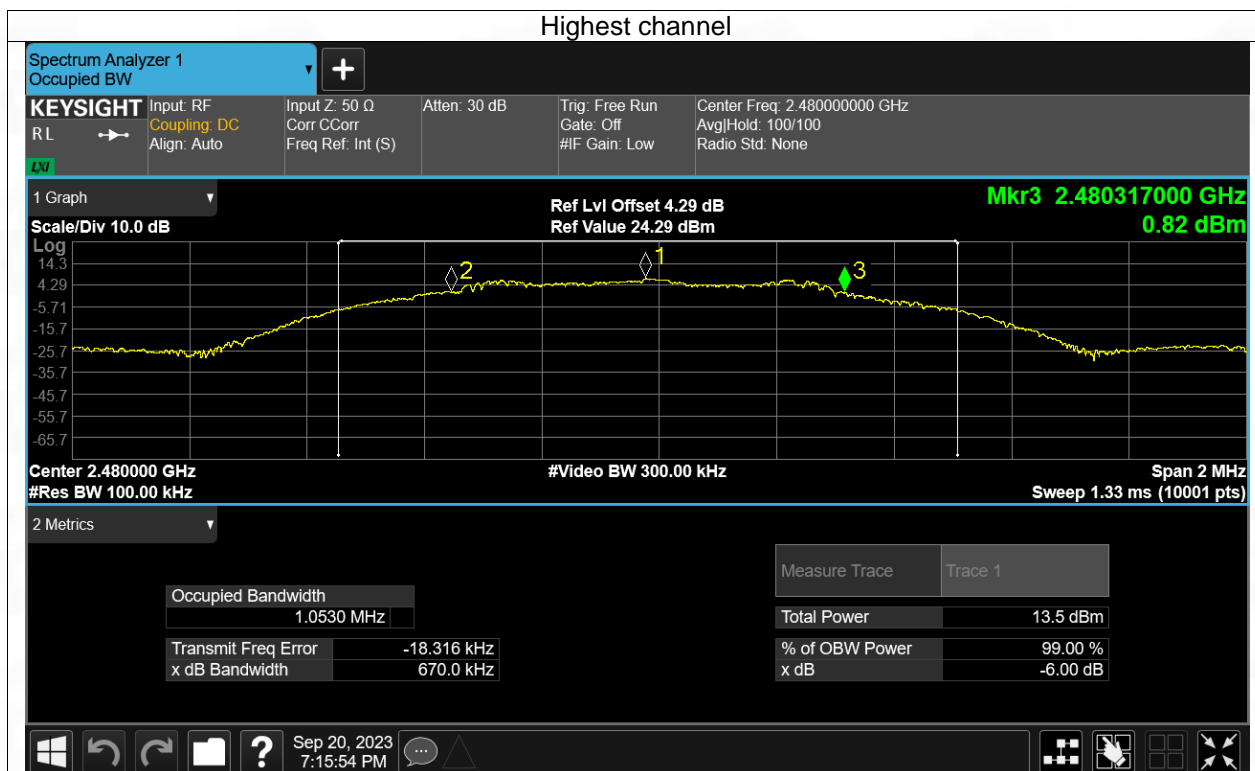 Highest channel
Spectrum Analyzer 1
Occupied BW
KEYSIGHT
R L
LXI
Input: RF
Coupling: DC
Align: Auto
Input Z: 50 Ω
Corr CCorr
Freq Ref: Int (S)
Atten: 30 dB
Trig: Free Run
Gate: Off
#IF Gain: Low
Center Freq: 2.480000000 GHz
Avg|Hold: 100/100
Radio Std: None
1 Graph
Scale/Div 10.0 dB
Ref Lvl Offset 4.29 dB
Ref Value 24.29 dBm
Mkr3 2.480317000 GHz
0.82 dBm
Log
14.3
4.29
-5.71
-15.7
-25.7
-35.7
-45.7
-55.7
-65.7
2
1
3
Center 2.480000 GHz
#Res BW 100.00 kHz
#Video BW 300.00 kHz
Span 2 MHz
Sweep 1.33 ms (10001 pts)
2 Metrics
Occupied Bandwidth
1.0530 MHz
Transmit Freq Error -18.316 kHz
x dB Bandwidth 670.0 kHz
Measure Trace Trace 1
Total Power 13.5 dBm
% of OBW Power 99.00 %
x dB -6.00 dB
?
Sep 20, 2023
7:15:54 PM